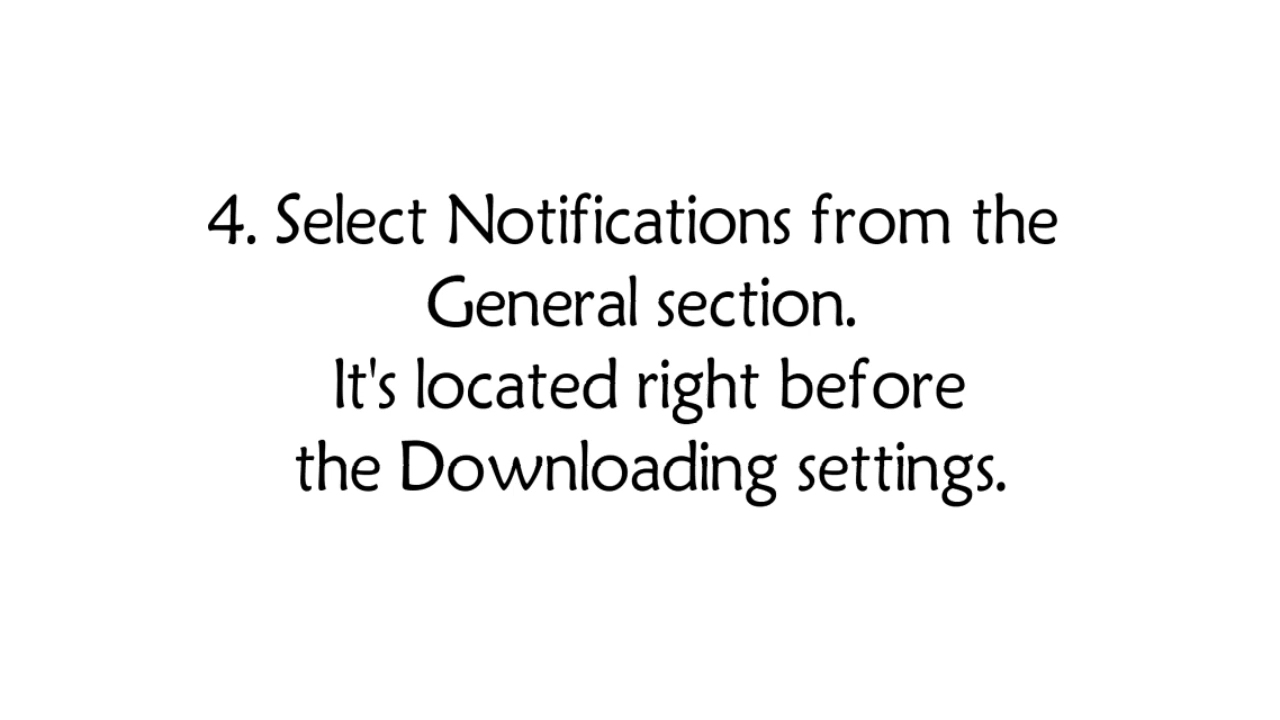 4. Select Notifications from the
General section.
It's located right before
the Downloading settings.